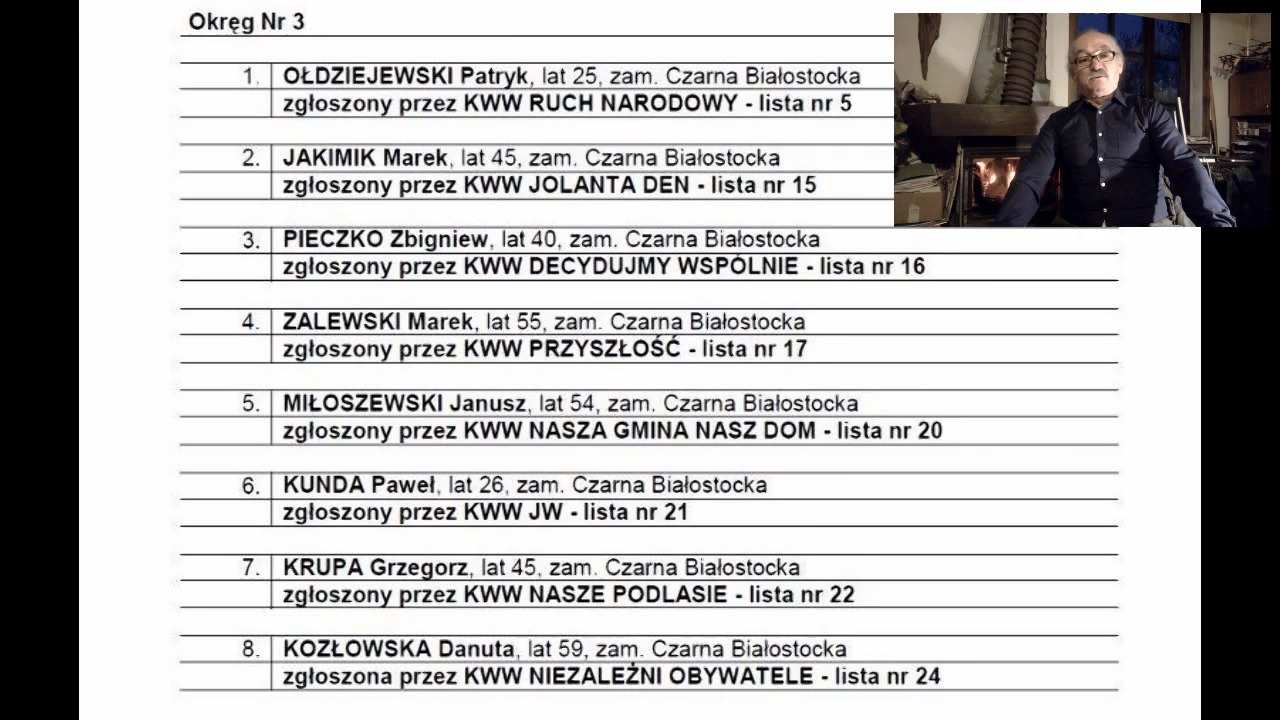 Okręg Nr 3
1. OŁDZIEJEWSKI Patryk, lat 25, zam. Czarna Białostocka
zgłoszony przez KWW RUCH NARODOWY - lista nr 5
2. JAKIMIK Marek, lat 45, zam. Czarna Białostocka
zgłoszony przez KWW JOLANTA DEN - lista nr 15
3. PIECZKO Zbigniew, lat 40, zam. Czarna Białostocka
zgłoszony przez KWW DECYDUJMY WSPÓLNIE - lista nr 16
4. ZALEWSKI Marek, lat 55, zam. Czarna Białostocka
zgłoszony przez KWW PRZYSZŁOŚĆ - lista nr 17
5. MIŁOSZEWSKI Janusz, lat 54, zam. Czarna Białostocka
zgłoszony przez KWW NASZA GMINA NASZ DOM - lista nr 20
6. KUNDA Paweł, lat 26, zam. Czarna Białostocka
zgłoszony przez KWW JW - lista nr 21
7. KRUPA Grzegorz, lat 45, zam. Czarna Białostocka
zgłoszony przez KWW NASZE PODLASIE - lista nr 22
8. KOZŁOWSKA Danuta, lat 59, zam. Czarna Białostocka
zgłoszona przez KWW NIEZALEŻNI OBYWATELE - lista nr 24